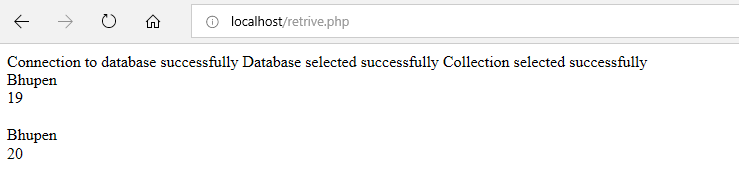 localhost/retrive.php
Connection to database successfully Database selected successfully Collection selected successfully
Bhupen
19
Bhupen
20